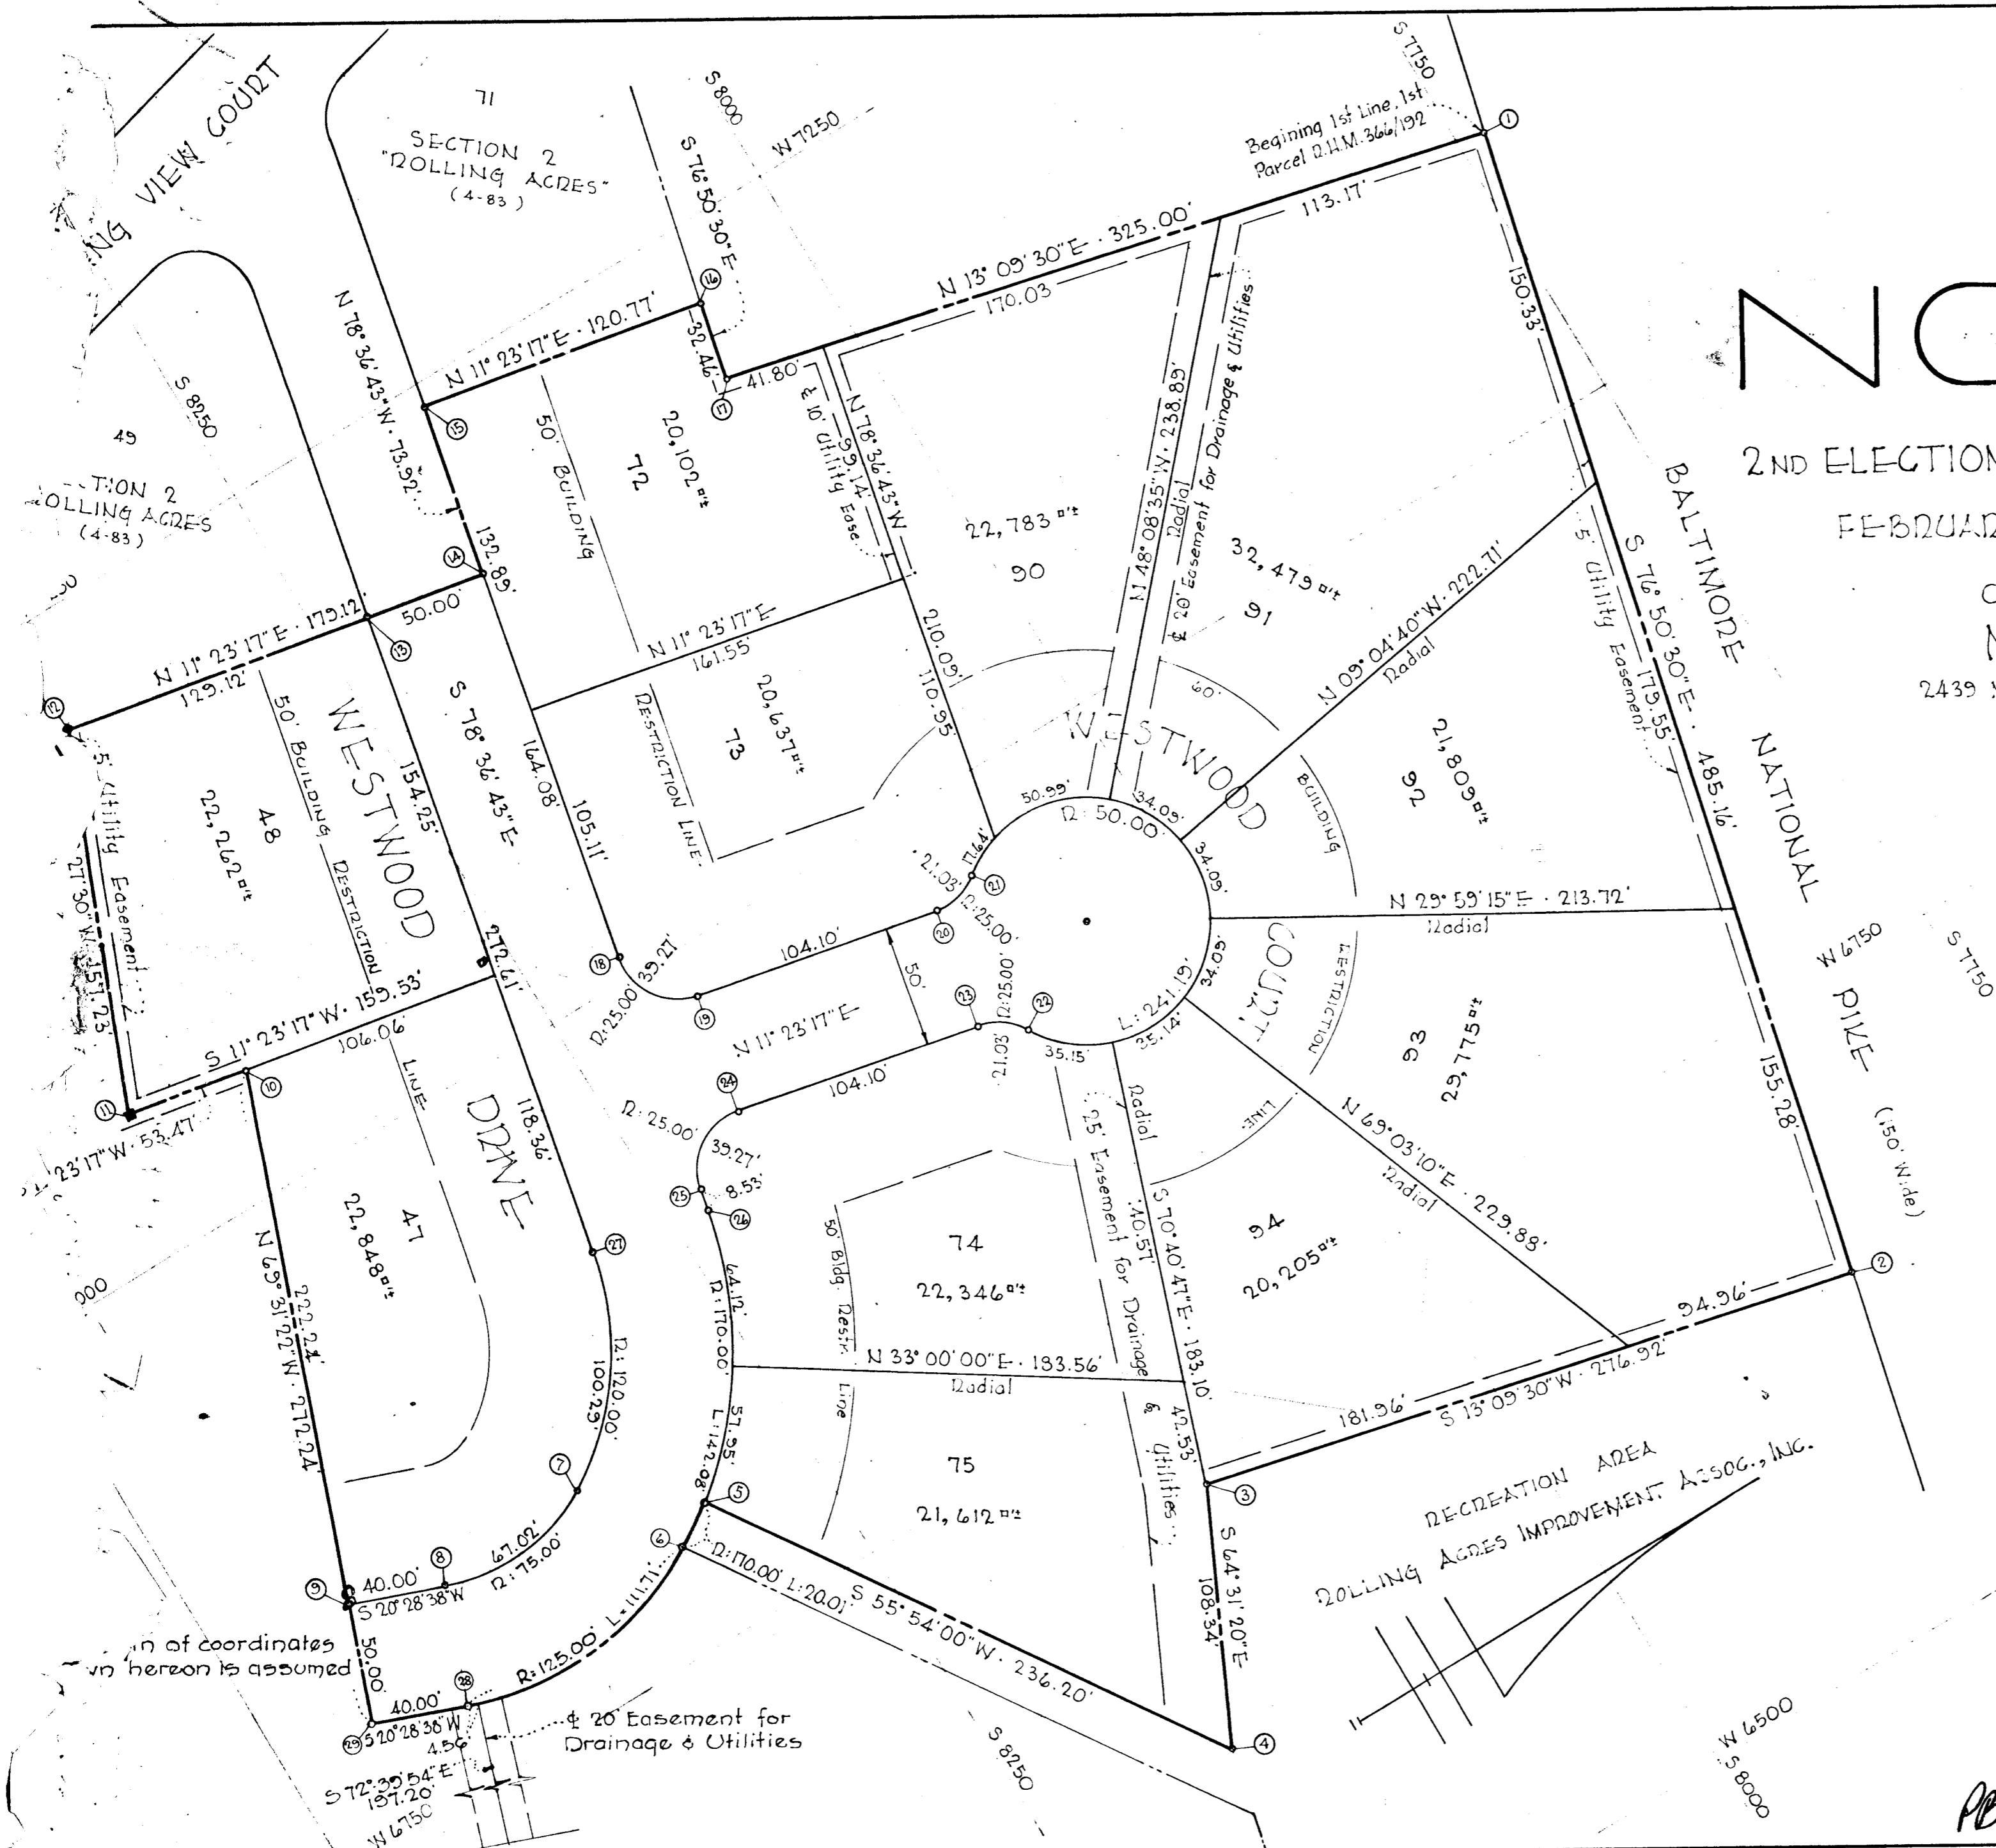 NG VIEW COURT
71
SECTION 2
"ROLLING ACRES"
(4-83)
S 8000
W 7250
S 76° 50' 30" E
S 7750
Begining 1st Line, 1st
Parcel R.H.M. 366/192
1
113.17'
N 13° 09' 30" E · 325.00'
170.03
150.33'
NO
2ND ELECTION
FEBRUAR
2439
N 78° 36' 43" W · 73.92'
N 11° 23' 17" E · 120.77'
16
32.46'
41.80'
17
15
S 8250
49
TION 2
OLLING ACRES
(4-83)
50' BUILDING
72
20,102 □'±
℄ 10' Utility Ease.
99.14'
N 78° 36' 43" W
22,783 □'±
90
N 48° 08' 35" W · 238.89'
Radial
℄ 20' Easement for Drainage & Utilities
32,479 □'±
91
N 09° 04' 40" W · 222.71'
Radial
5' Utility Easement
S 76° 50' 30" E · 485.16'
179.55'
BALTIMORE NATIONAL PIKE (150' Wide)
14
132.89'
50.00'
N 11° 23' 17" E · 179.12'
129.12'
13
12
N 11° 23' 17" E
161.55'
210.09'
110.95'
60'
WESTWOOD COURT
WESTWOOD DRIVE
S 78° 36' 43" E
154.25'
164.08'
105.11'
RESTRICTION LINE
73
20,637 □'±
50' BUILDING RESTRICTION
48
22,262 □'±
5' Utility Easement
27' 30" W · 157.23'
50.99'
34.09'
R: 50.00'
34.09'
17.64'
21.03'
R: 25.00'
21
20
BUILDING
RESTRICTION
LINE
92
21,809 □'±
N 29° 59' 15" E · 213.72'
Radial
W 6750
S 7750
34.09'
L: 241.19'
35.14'
35.15'
93
29,775 □'±
155.28'
272.61'
18
39.27'
R: 25.00'
19
104.10'
50'
N 11° 23' 17" E
23
R: 25.00'
21.03'
22
S 11° 23' 17" W · 159.53'
106.06'
10
11
23' 17" W · 53.47'
LINE
118.36'
24
104.10'
R: 25.00'
39.27'
25
8.53'
26
℄ 25' Easement for Drainage & Utilities
Radial
140.57'
S 70° 40' 47" E · 183.10'
N 69° 03' 10" E · 229.88'
Radial
94
20,205 □'±
2
94.96'
47
22,848 □'±
N 69° 31' 22" W · 272.24'
222.24'
000
27
R: 120.00'
100.29'
64.12'
R: 170.00'
50' Bldg. Restr. Line
74
22,346 □'±
N 33° 00' 00" E · 183.56'
Radial
57.95'
L: 142.08'
42.53'
181.96'
S 13° 09' 30" W · 276.92'
75
21,612 □'±
RECREATION AREA
ROLLING ACRES IMPROVEMENT ASSOC., INC.
3
5
6
7
8
9
67.02'
R: 75.00'
40.00'
S 20° 28' 38" W
R: 170.00' L: 20.01'
S 55° 54' 00" W · 236.20'
S 64° 31' 20" E
108.34'
4
n of coordinates
wn hereon is assumed
50.00'
28
29
40.00'
S 20° 28' 38" W
R: 125.00' L = 111.71'
4.56'
S 72° 39' 54" E
197.20'
W 6750
℄ 20' Easement for
Drainage & Utilities
S 8250
W 6500
S 8000